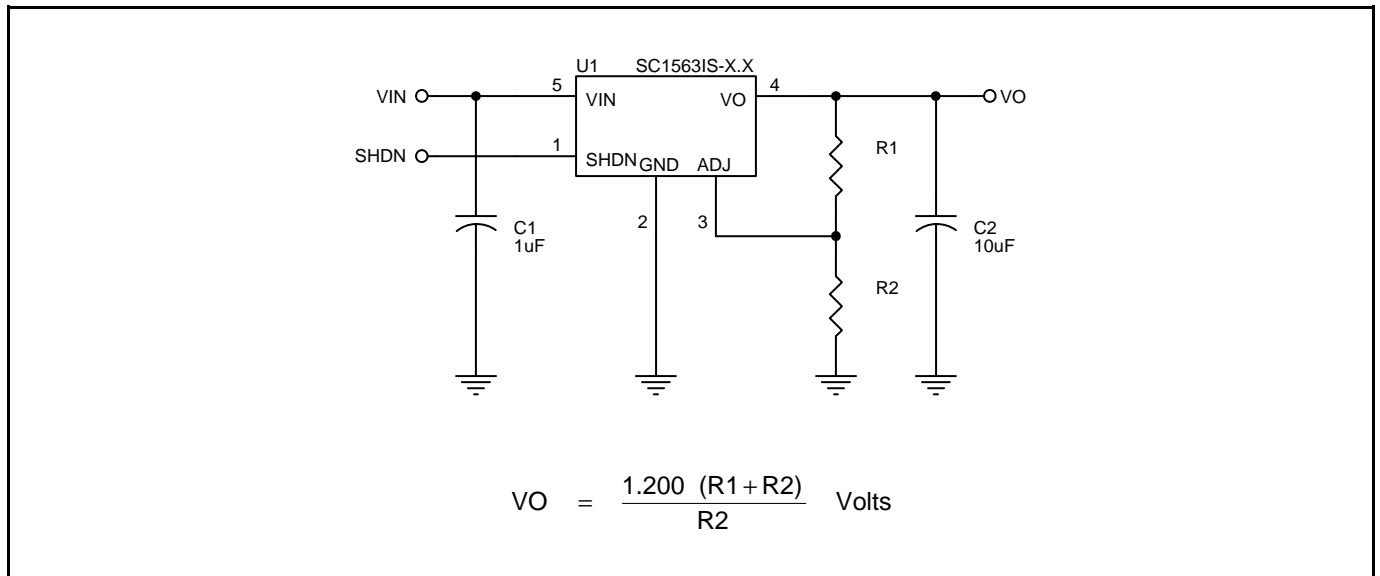 U1 SC1563IS-X.X
VIN 5 VIN VO 4 VO
SHDN 1 SHDN GND ADJ
R1
2 3
C1
1uF
C2
10uF
R2
VO = 1.200 (R1+R2) / R2 Volts